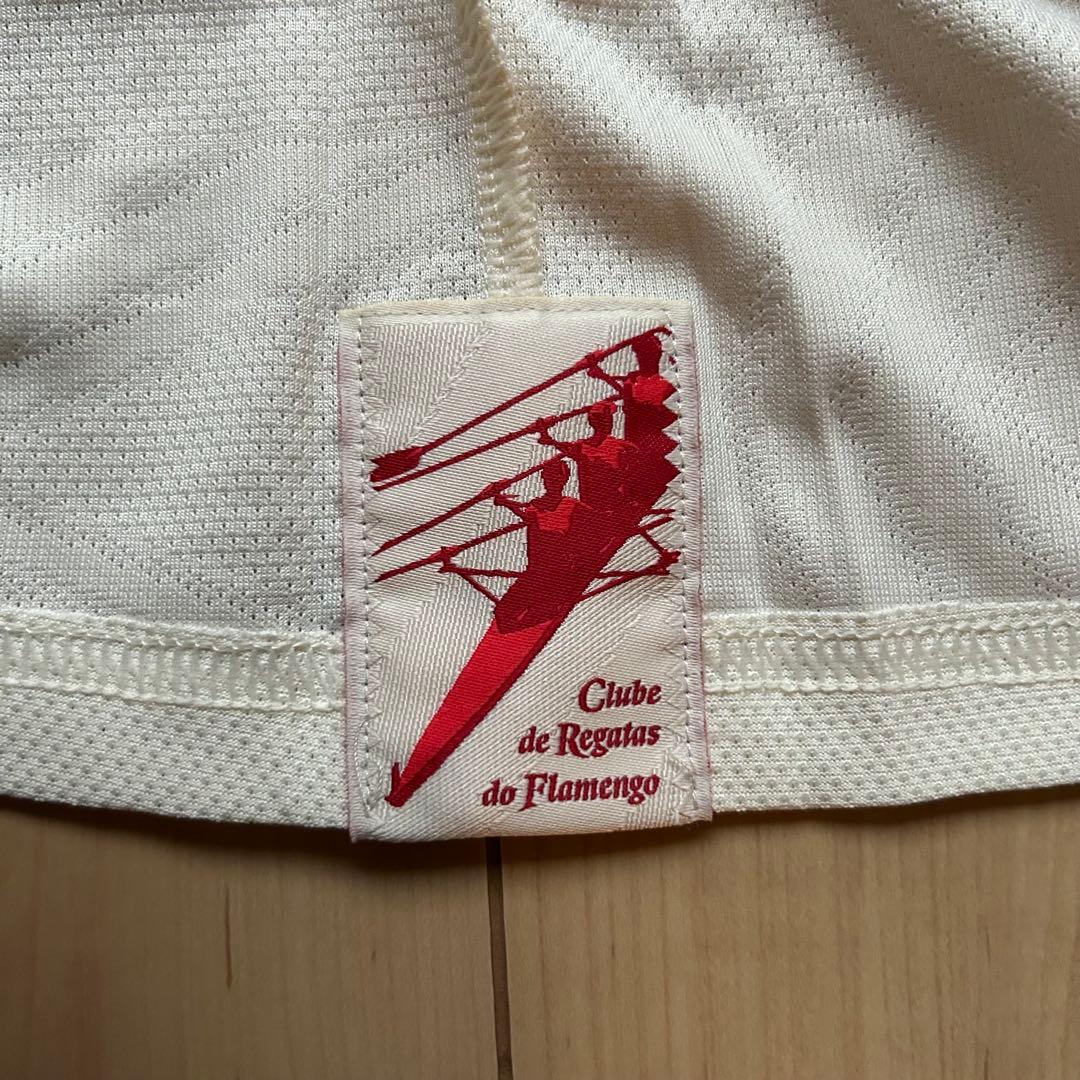 Clube
de Regatas
do Flamengo